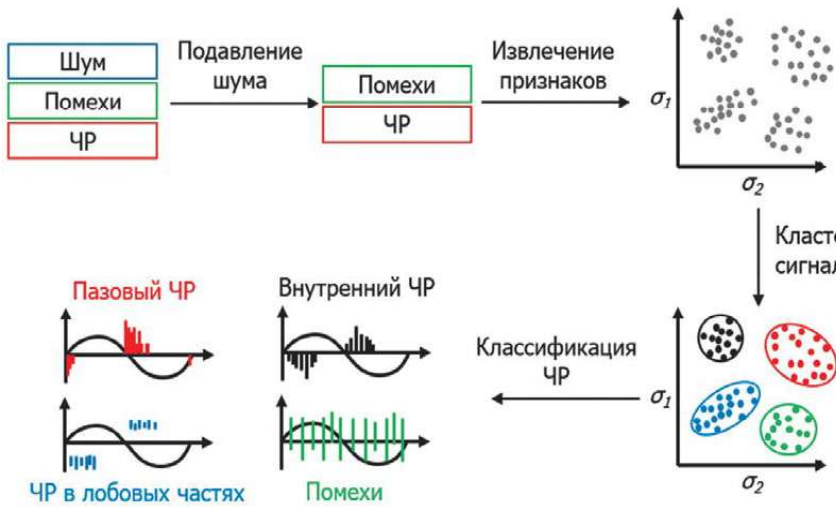 Шум
Помехи
ЧР
Подавление
шума
Помехи
ЧР
Извлечение
признаков
σ1
σ2
сигнал
Пазовый ЧР
Внутренний ЧР
Классификация
ЧР
σ1
σ2
ЧР в лобовых частях
Помехи